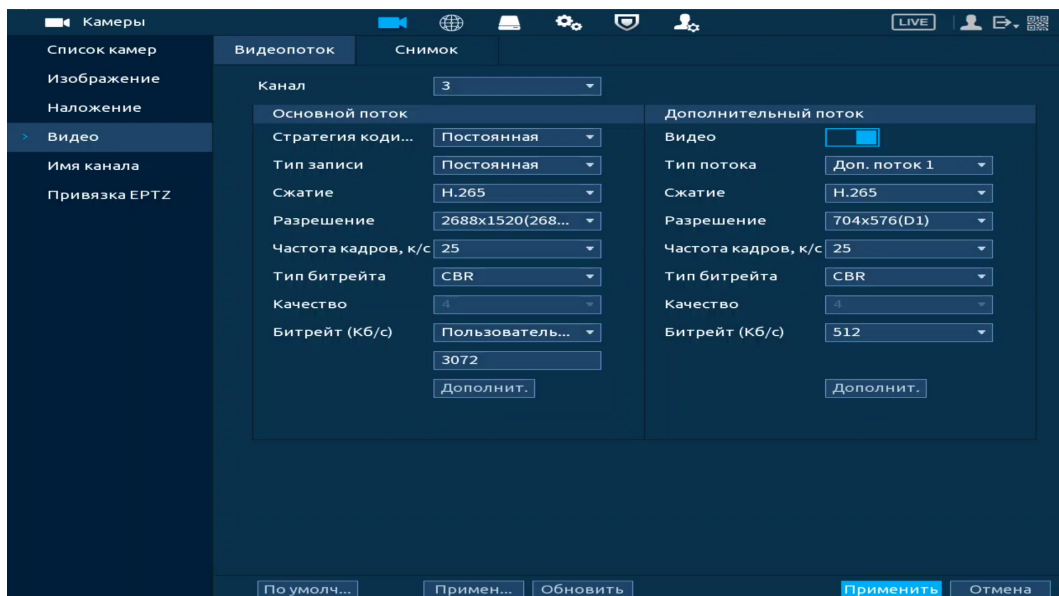 Камеры
LIVE
Список камер
Изображение
Наложение
Видео
Имя канала
Привязка EPTZ
Видеопоток Снимок
Канал 3
Основной поток
Стратегия коди... Постоянная
Тип записи Постоянная
Сжатие H.265
Разрешение 2688x1520(268...
Частота кадров, к/с 25
Тип битрейта CBR
Качество 4
Битрейт (Кб/с) Пользователь...
3072
Дополнит.
Дополнительный поток
Видео
Тип потока Доп. поток 1
Сжатие H.265
Разрешение 704x576(D1)
Частота кадров, к/с 25
Тип битрейта CBR
Качество 4
Битрейт (Кб/с) 512
Дополнит.
По умолч... Примен... Обновить Применить Отмена